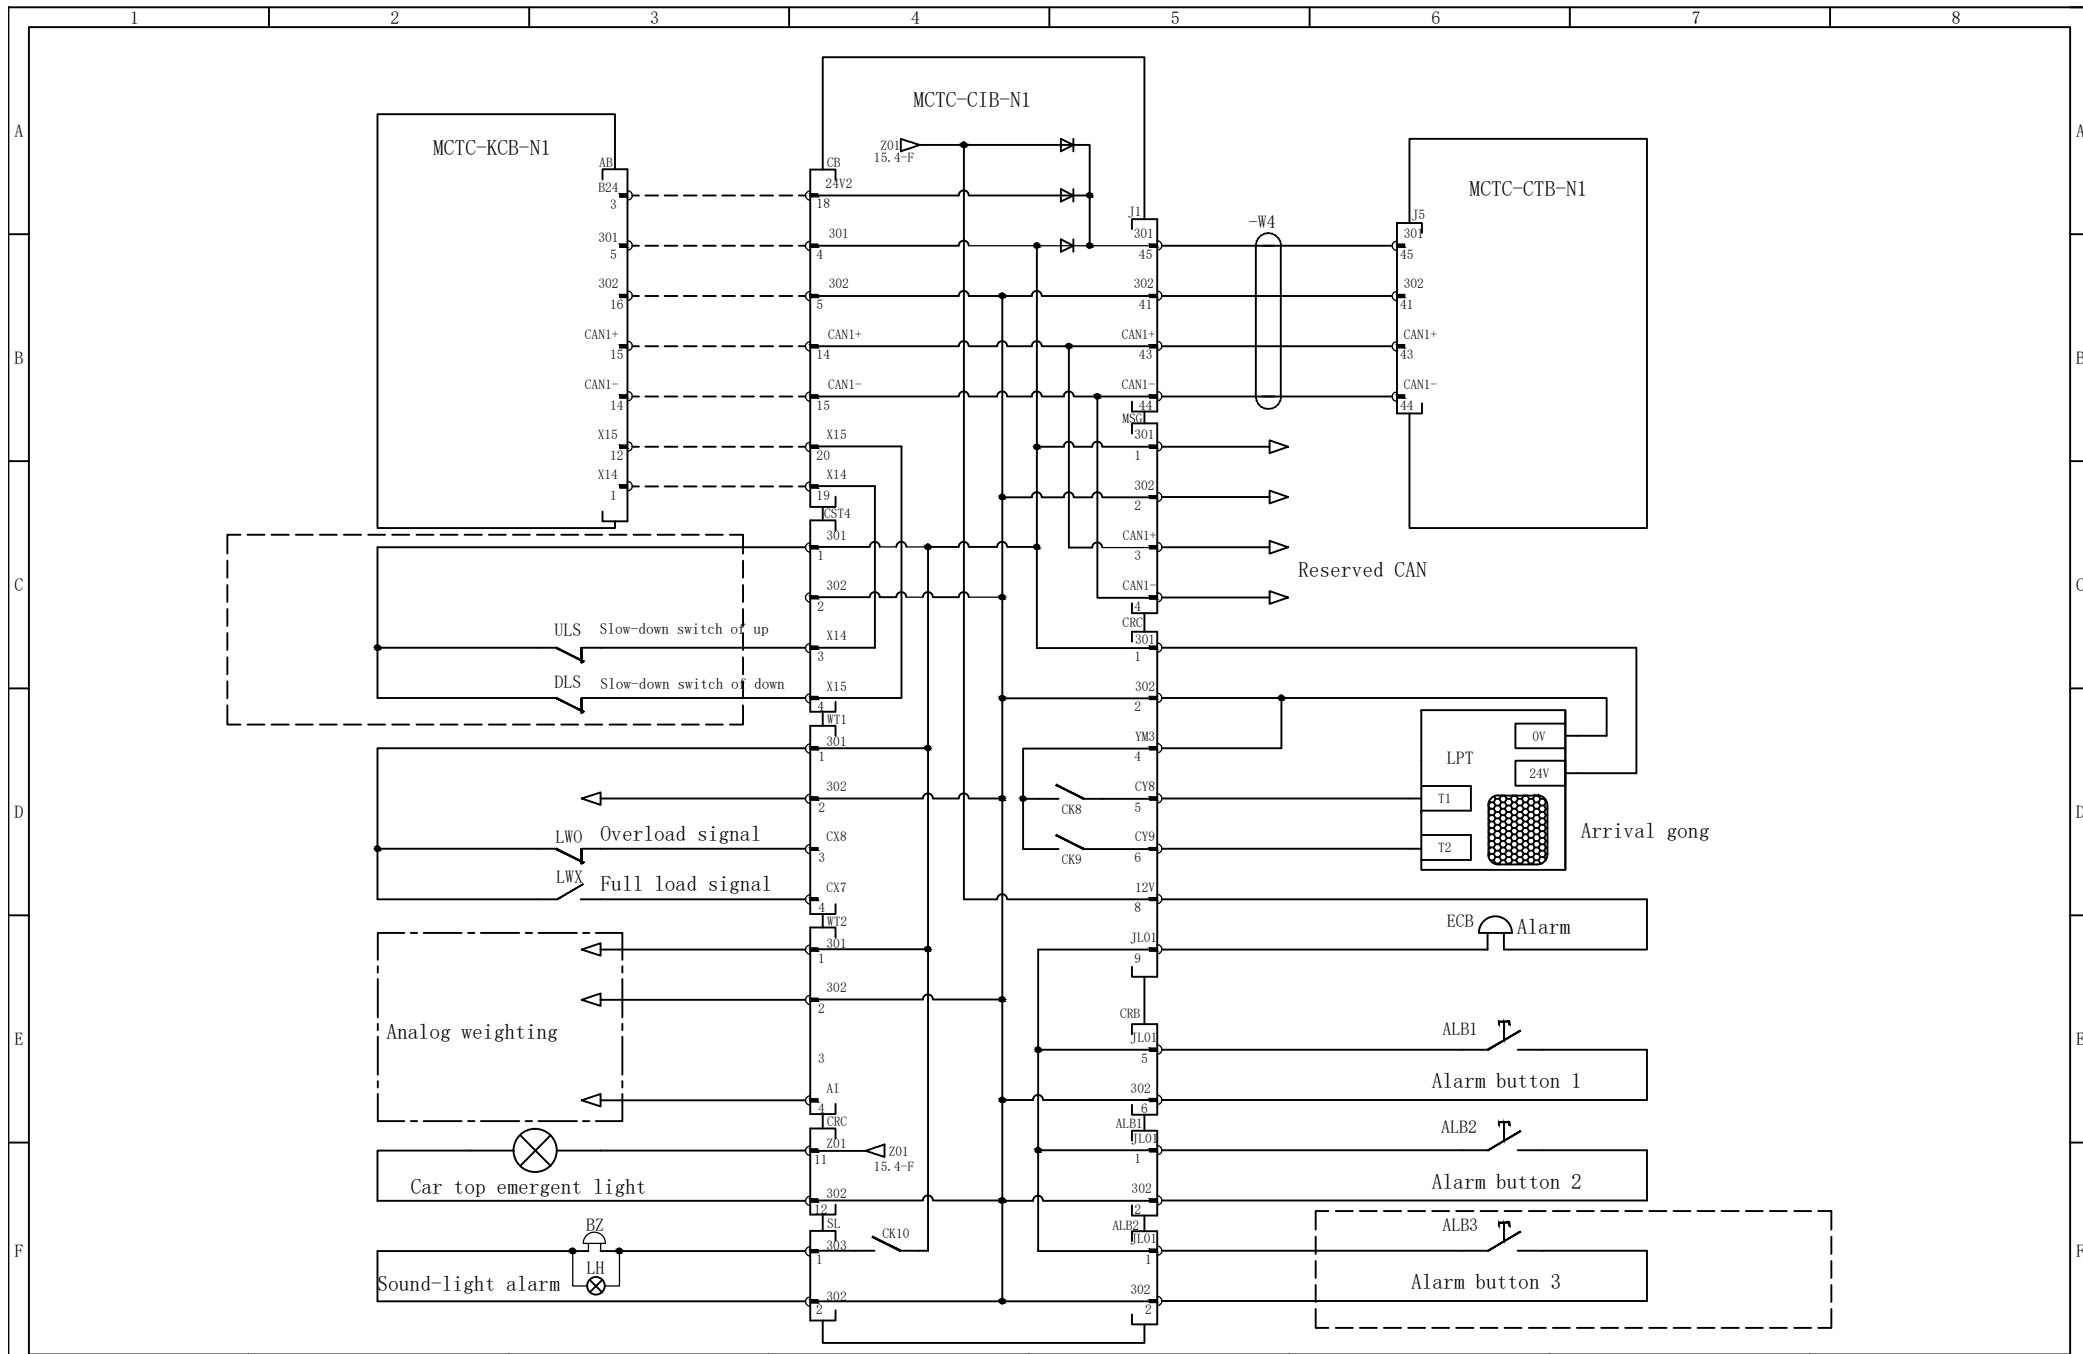 1 2 3 4 5 6 7 8
A A
B B
C C
D D
E E
F F
MCTC-KCB-N1
AB
B24
3
301
5
302
16
CAN1+
15
CAN1-
14
X15
12
X14
1
MCTC-CIB-N1
Z01
15.4-F
CB
24V2
18
301
4
302
5
CAN1+
14
CAN1-
15
X15
20
X14
19
CST4
301
1
302
2
X14
3
X15
4
WT1
301
1
302
2
CX8
3
CX7
4
WT2
301
1
302
2
3
AI
4
CRC
Z01
11
Z01
15.4-F
302
12
SL
303
1
CK10
302
2
J1
301
45
302
41
CAN1+
43
CAN1-
44
MSG
301
1
302
2
CAN1+
3
CAN1-
4
CRC
301
1
302
2
YM3
4
CY8
5
CK8
CY9
6
CK9
12V
8
JL01
9
CRB
JL01
5
302
6
ALB1
JL01
1
302
2
ALB2
JL01
1
302
2
-W4
MCTC-CTB-N1
J5
301
45
302
41
CAN1+
43
CAN1-
44
Reserved CAN
ULS Slow-down switch of up
DLS Slow-down switch of down
LWO Overload signal
LWX Full load signal
Analog weighting
Car top emergent light
BZ
LH
Sound-light alarm
LPT
0V
24V
T1
T2
Arrival gong
ECB Alarm
ALB1
Alarm button 1
ALB2
Alarm button 2
ALB3
Alarm button 3